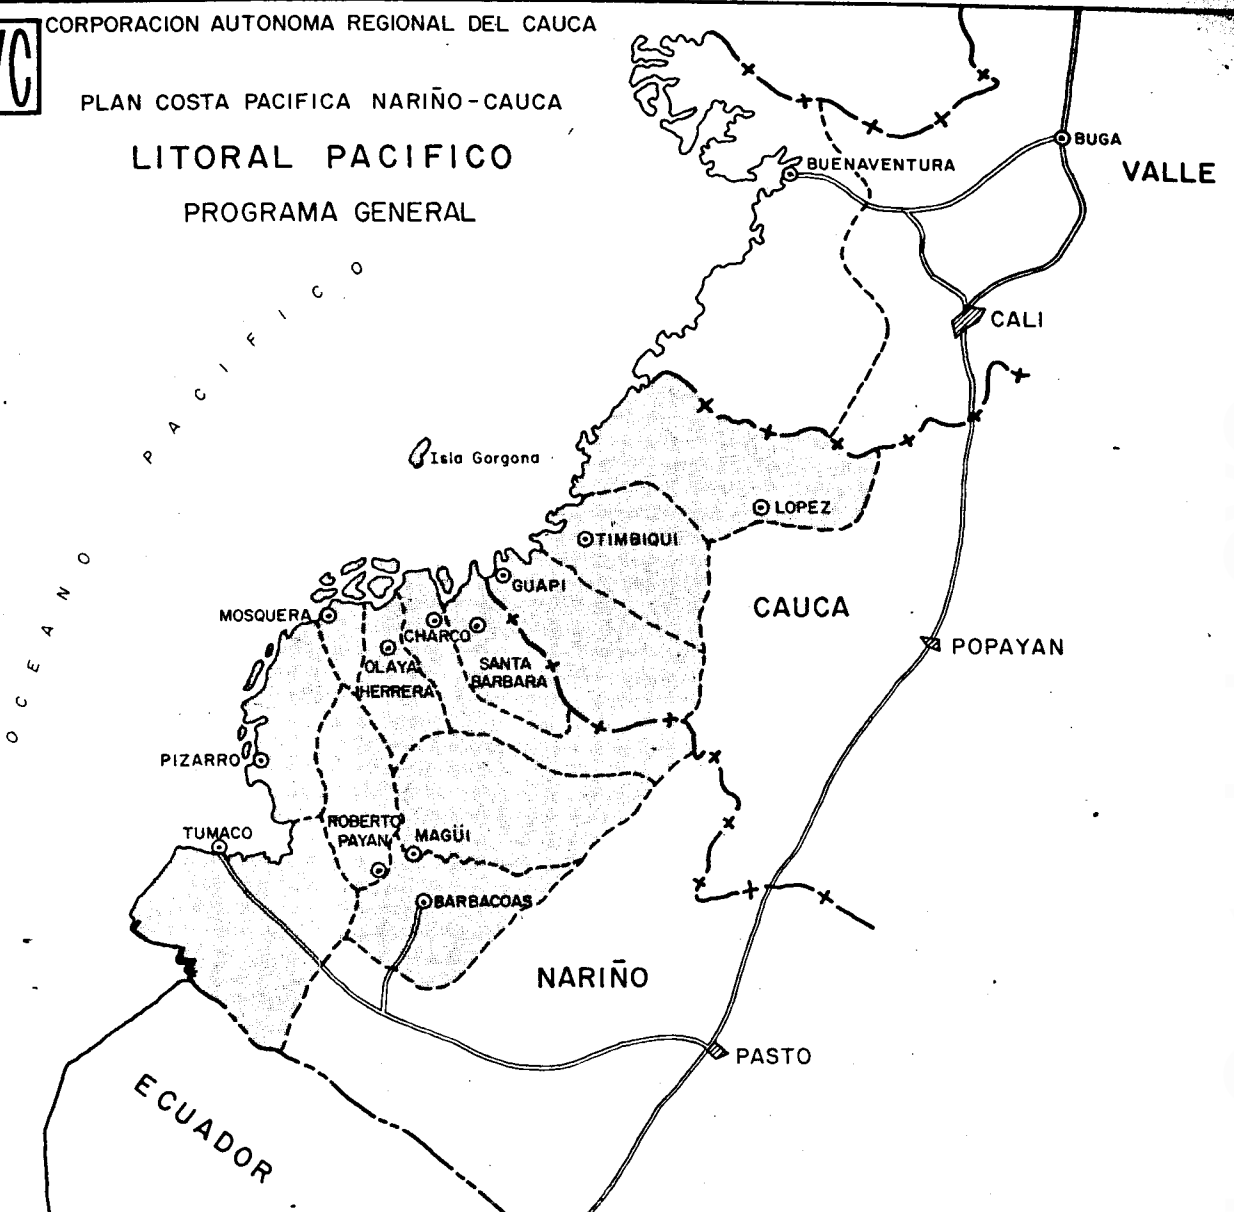 CORPORACION AUTONOMA REGIONAL DEL CAUCA
PLAN COSTA PACIFICA NARIÑO-CAUCA
LITORAL PACIFICO
PROGRAMA GENERAL
BUGA
BUENAVENTURA
VALLE
OCEANO PACIFICO
CALI
Isla Gorgona
LOPEZ
TIMBIQUI
GUAPI
CAUCA
MOSQUERA
CHARCO
POPAYAN
OLAYA
HERRERA
SANTA
BARBARA
PIZARRO
TUMACO
ROBERTO
PAYAN
MAGÜI
BARBACOAS
NARIÑO
PASTO
ECUADOR